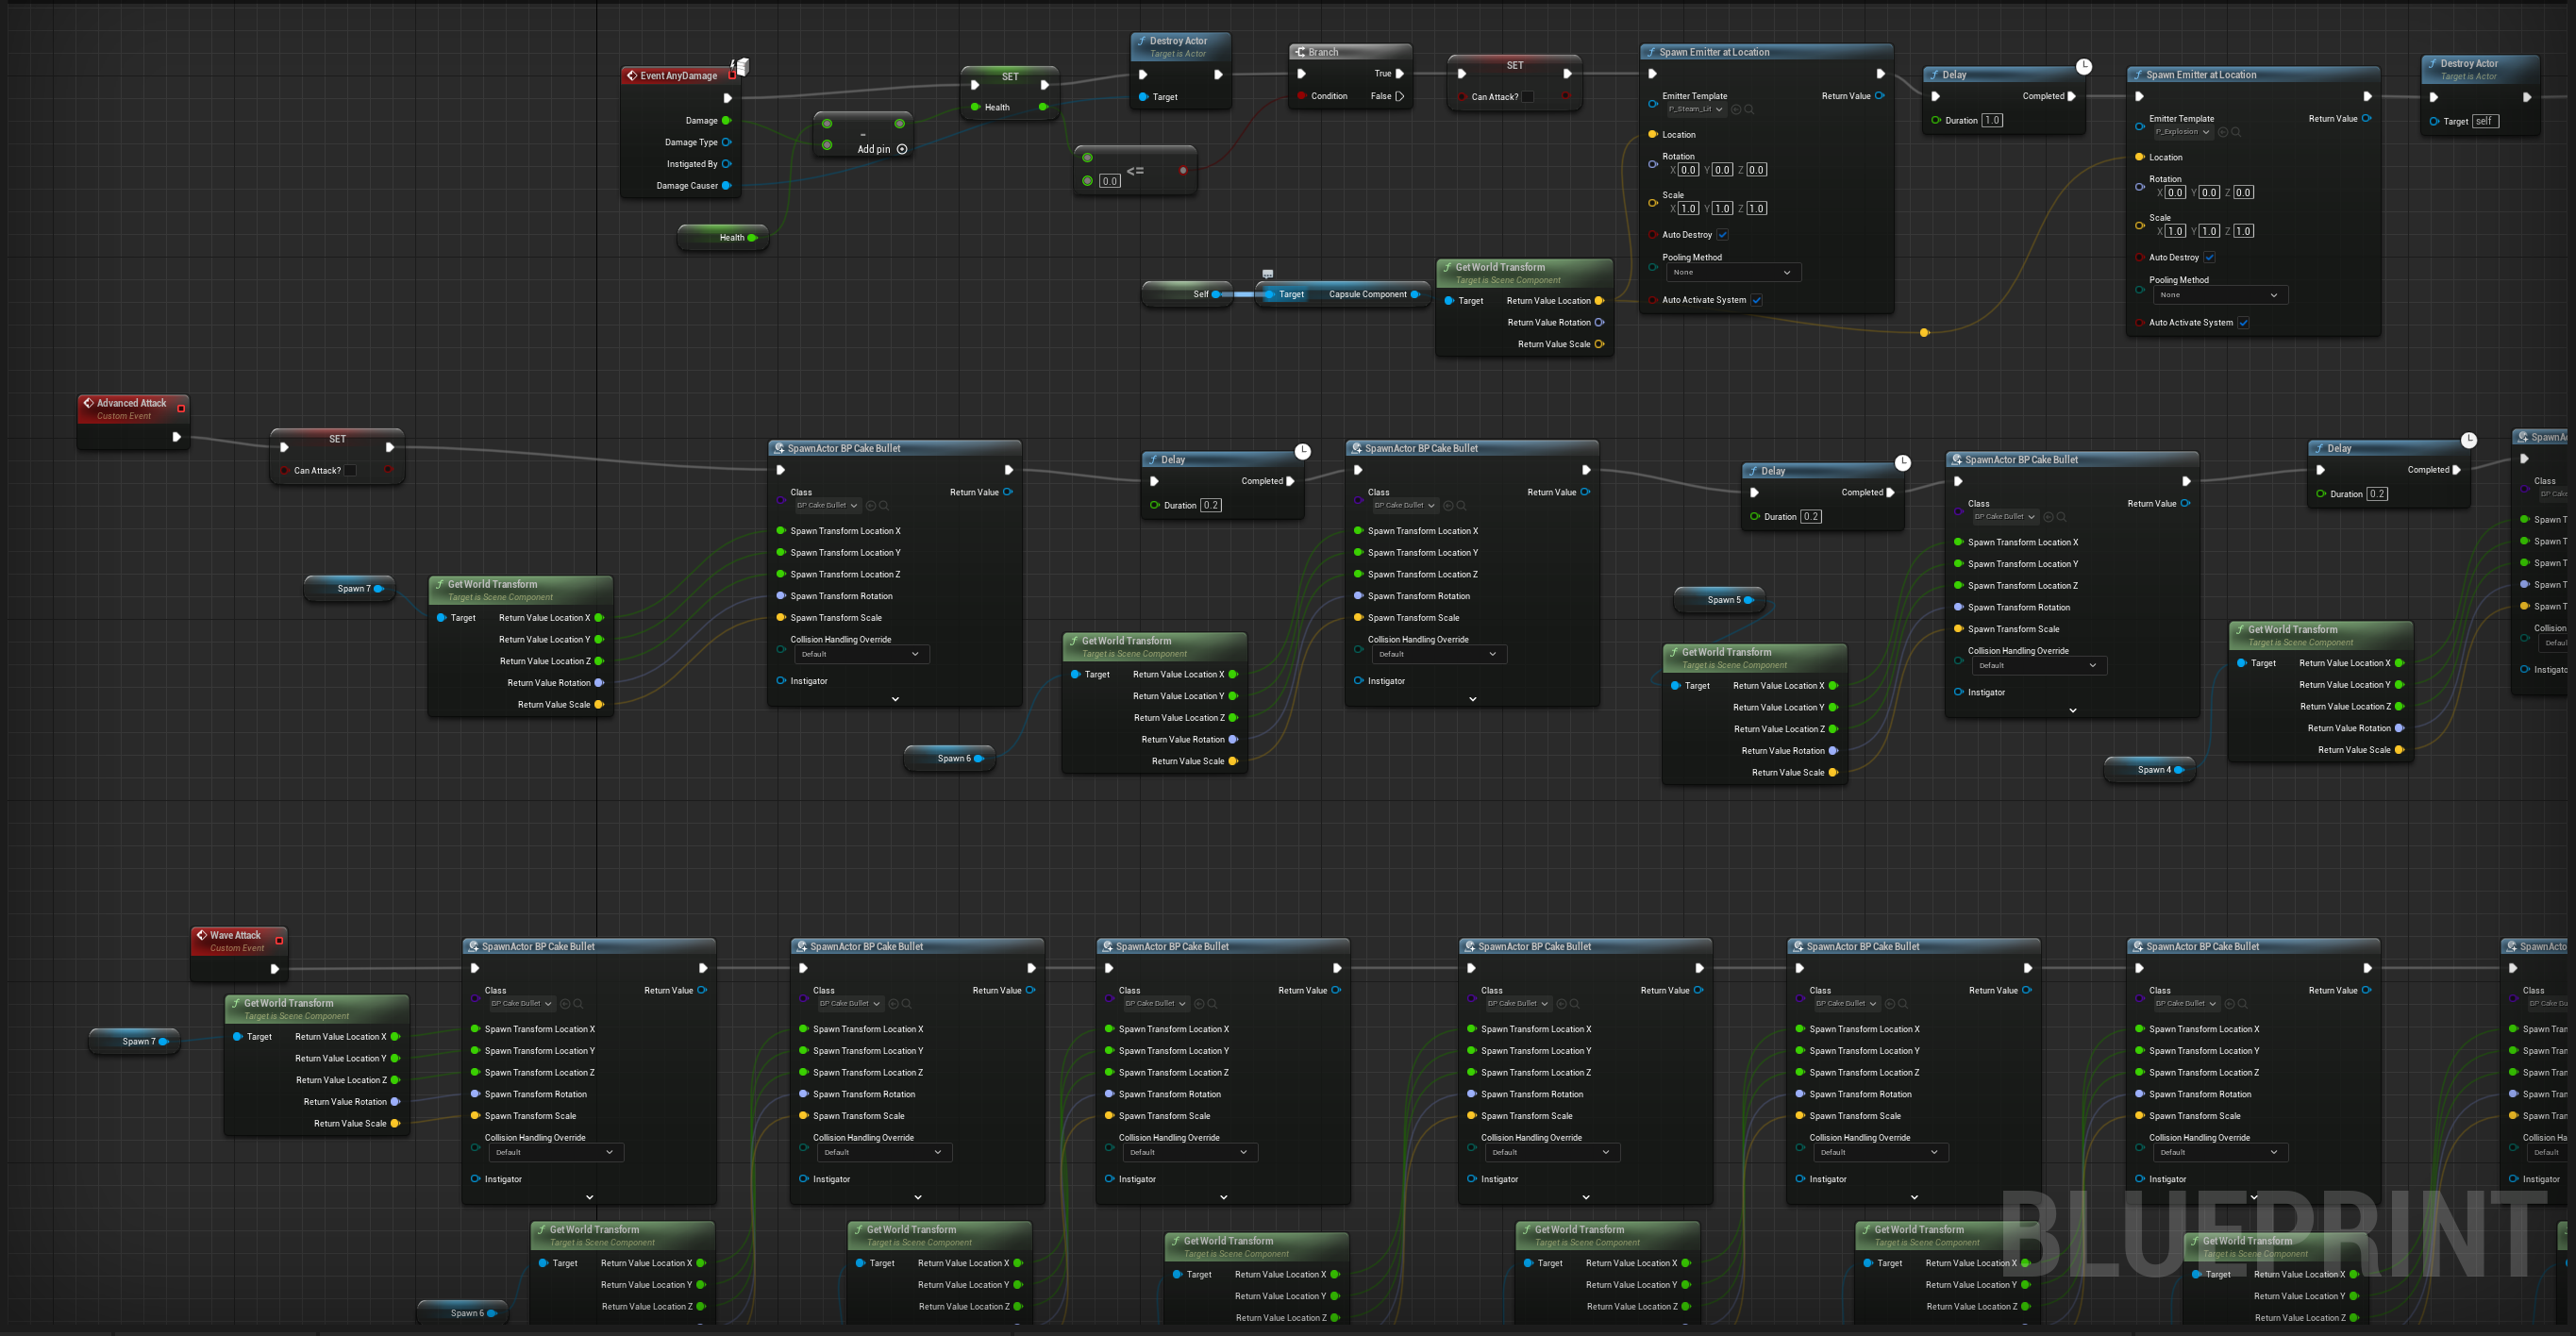 Event AnyDamage
Damage
Damage Type
Instigated By
Damage Causer
Health
-
Add pin
SET
Health
0.0 <=
Destroy Actor
Target is Actor
Target
Branch
True
Condition False
SET
Can Attack?
Self
Target Capsule Component
Get World Transform
Target is Scene Component
Target Return Value Location
Return Value Rotation
Return Value Scale
Spawn Emitter at Location
Emitter Template Return Value
P_Steam_Lit
Location
Rotation
X 0.0 Y 0.0 Z 0.0
Scale
X 1.0 Y 1.0 Z 1.0
Auto Destroy
Pooling Method
None
Auto Activate System
Delay
Completed
Duration 1.0
Spawn Emitter at Location
Emitter Template Return Value
P_Explosion
Location
Rotation
X 0.0 Y 0.0 Z 0.0
Scale
X 1.0 Y 1.0 Z 1.0
Auto Destroy
Pooling Method
None
Auto Activate System
Destroy Actor
Target is Actor
Target self
Advanced Attack
Custom Event
SET
Can Attack?
Spawn 7
Get World Transform
Target is Scene Component
Target Return Value Location X
Return Value Location Y
Return Value Location Z
Return Value Rotation
Return Value Scale
SpawnActor BP Cake Bullet
Class Return Value
BP Cake Bullet
Spawn Transform Location X
Spawn Transform Location Y
Spawn Transform Location Z
Spawn Transform Rotation
Spawn Transform Scale
Collision Handling Override
Default
Instigator
Spawn 6
Get World Transform
Target is Scene Component
Target Return Value Location X
Return Value Location Y
Return Value Location Z
Return Value Rotation
Return Value Scale
Delay
Completed
Duration 0.2
SpawnActor BP Cake Bullet
Class Return Value
BP Cake Bullet
Spawn Transform Location X
Spawn Transform Location Y
Spawn Transform Location Z
Spawn Transform Rotation
Spawn Transform Scale
Collision Handling Override
Default
Instigator
Delay
Completed
Duration 0.2
Spawn 5
Get World Transform
Target is Scene Component
Target Return Value Location X
Return Value Location Y
Return Value Location Z
Return Value Rotation
Return Value Scale
SpawnActor BP Cake Bullet
Class Return Value
BP Cake Bullet
Spawn Transform Location X
Spawn Transform Location Y
Spawn Transform Location Z
Spawn Transform Rotation
Spawn Transform Scale
Collision Handling Override
Default
Instigator
Spawn 4
Get World Transform
Target is Scene Component
Target Return Value Location X
Return Value Location Y
Return Value Location Z
Return Value Rotation
Return Value Scale
Delay
Completed
Duration 0.2
SpawnA
Class
BP Cake
Spawn T
Spawn T
Spawn T
Spawn T
Spawn T
Collision
Defaul
Instigato
Wave Attack
Custom Event
Spawn 7
Get World Transform
Target is Scene Component
Target Return Value Location X
Return Value Location Y
Return Value Location Z
Return Value Rotation
Return Value Scale
SpawnActor BP Cake Bullet
Class Return Value
BP Cake Bullet
Spawn Transform Location X
Spawn Transform Location Y
Spawn Transform Location Z
Spawn Transform Rotation
Spawn Transform Scale
Collision Handling Override
Default
Instigator
SpawnActor BP Cake Bullet
Class Return Value
BP Cake Bullet
Spawn Transform Location X
Spawn Transform Location Y
Spawn Transform Location Z
Spawn Transform Rotation
Spawn Transform Scale
Collision Handling Override
Default
Instigator
SpawnActor BP Cake Bullet
Class Return Value
BP Cake Bullet
Spawn Transform Location X
Spawn Transform Location Y
Spawn Transform Location Z
Spawn Transform Rotation
Spawn Transform Scale
Collision Handling Override
Default
Instigator
SpawnActor BP Cake Bullet
Class Return Value
BP Cake Bullet
Spawn Transform Location X
Spawn Transform Location Y
Spawn Transform Location Z
Spawn Transform Rotation
Spawn Transform Scale
Collision Handling Override
Default
Instigator
SpawnActor BP Cake Bullet
Class Return Value
BP Cake Bullet
Spawn Transform Location X
Spawn Transform Location Y
Spawn Transform Location Z
Spawn Transform Rotation
Spawn Transform Scale
Collision Handling Override
Default
Instigator
SpawnActor BP Cake Bullet
Class Return Value
BP Cake Bullet
Spawn Transform Location X
Spawn Transform Location Y
Spawn Transform Location Z
Spawn Transform Rotation
Spawn Transform Scale
Collision Handling Override
Default
Instigator
SpawnActo
Class
BP Cake Bu
Spawn Tran
Spawn Tran
Spawn Tran
Spawn Tran
Spawn Tran
Collision Ha
Default
Instigator
Spawn 6
Get World Transform
Target is Scene Component
Target Return Value Location X
Return Value Location Y
Return Value Location Z
Get World Transform
Target is Scene Component
Target Return Value Location X
Return Value Location Y
Return Value Location Z
Get World Transform
Target is Scene Component
Target Return Value Location X
Return Value Location Y
Return Value Location Z
Get World Transform
Target is Scene Component
Target Return Value Location X
Return Value Location Y
Return Value Location Z
Get World Transform
Target is Scene Component
Target Return Value Location X
Return Value Location Y
Return Value Location Z
Get World Transform
Target is Scene Component
Target Return Value Location X
Return Value Location Y
Return Value Location Z
BLUEPRINT